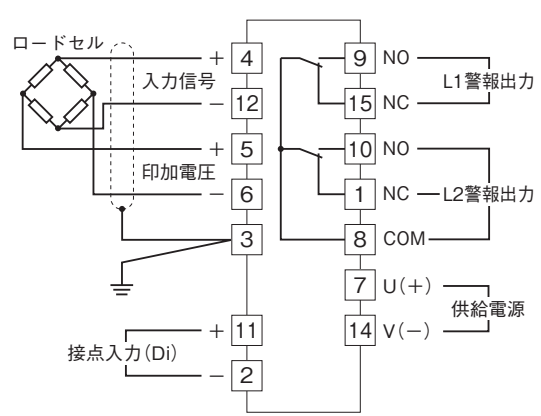 ロードセル
+ 4
入力信号
− 12
+ 5
印加電圧
− 6
3
+ 11
接点入力(Di)
− 2
9 NO
L1警報出力
15 NC
10 NO
1 NC L2警報出力
8 COM
7 U(+)
供給電源
14 V(−)